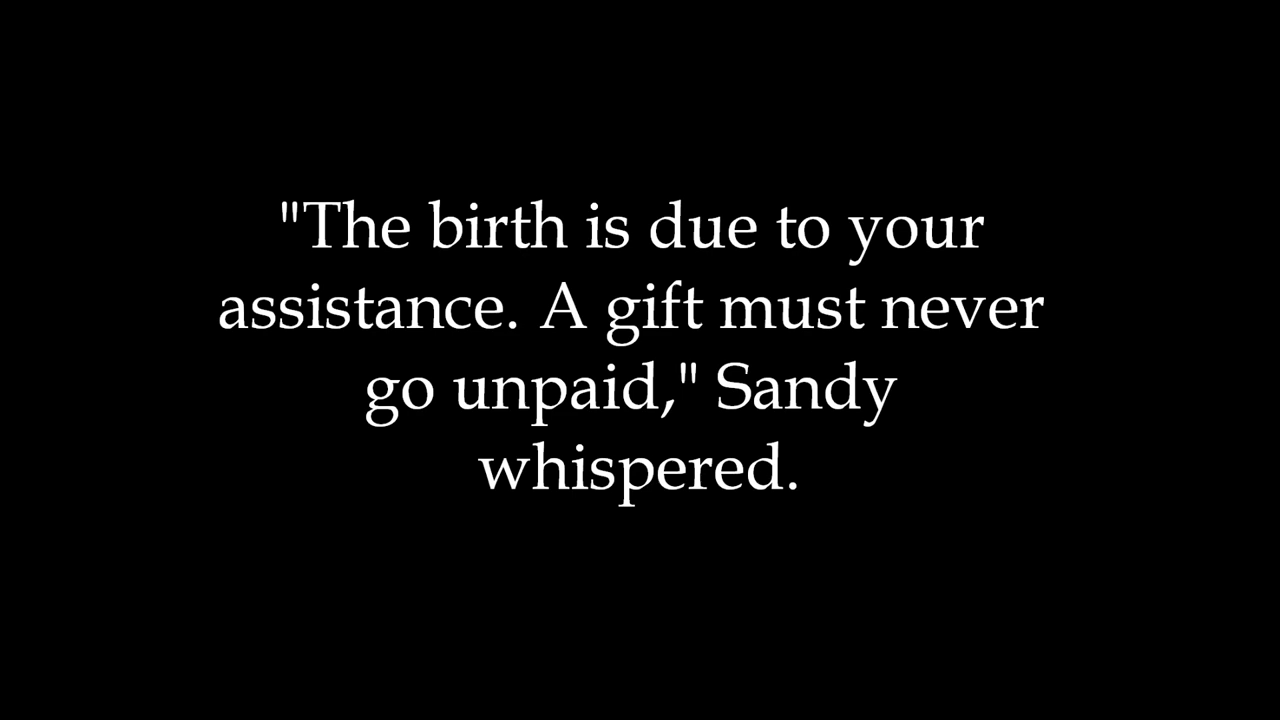 "The birth is due to your
assistance. A gift must never
go unpaid," Sandy
whispered.